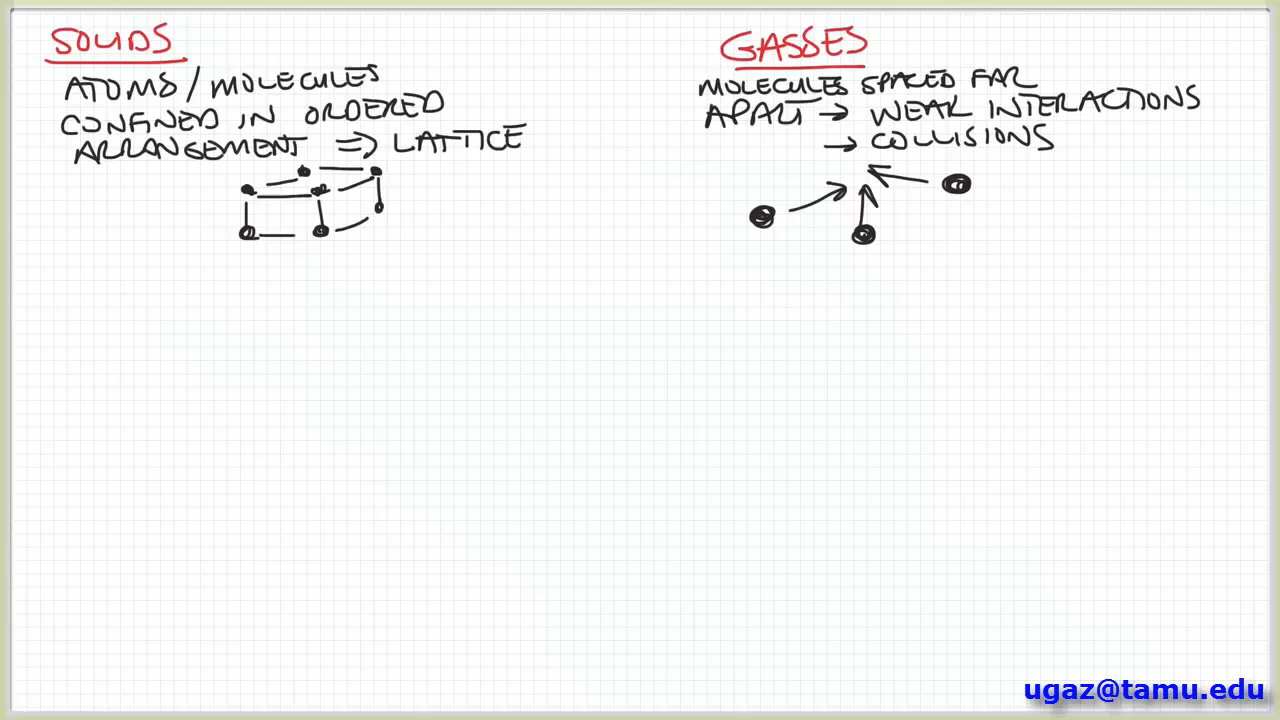 SOLIDS
ATOMS / MOLECULES
CONFINED IN ORDERED
ARRANGEMENT ⇒ LATTICE
GASSES
MOLECULES SPACED FAR
APART → WEAK INTERACTIONS
→ COLLISIONS
ugaz@tamu.edu